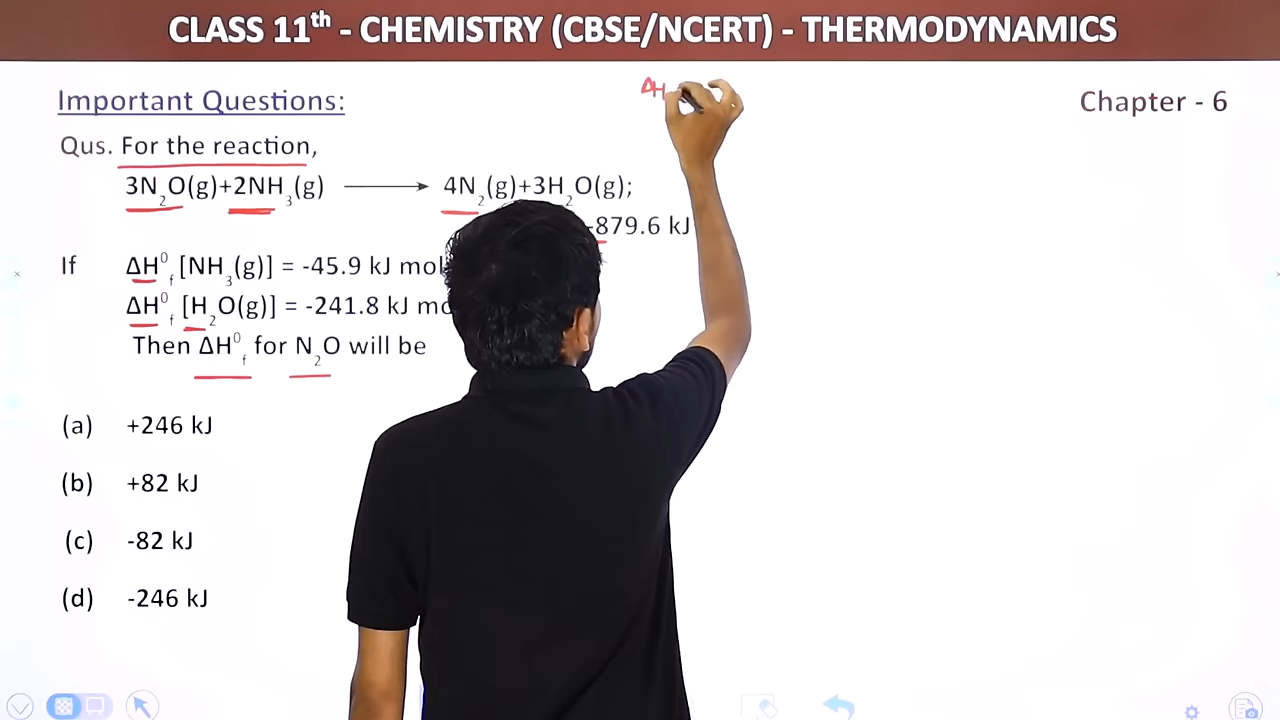 CLASS 11th - CHEMISTRY (CBSE/NCERT) - THERMODYNAMICS
ΔH
Important Questions:
Chapter - 6
Qus. For the reaction,
3N₂O(g)+2NH₃(g) ⟶ 4N₂(g)+3H₂O(g);
-879.6 kJ
If ΔH⁰f [NH₃(g)] = -45.9 kJ mol
ΔH⁰f [H₂O(g)] = -241.8 kJ
Then ΔH⁰f for N₂O will be
(a) +246 kJ
(b) +82 kJ
(c) -82 kJ
(d) -246 kJ